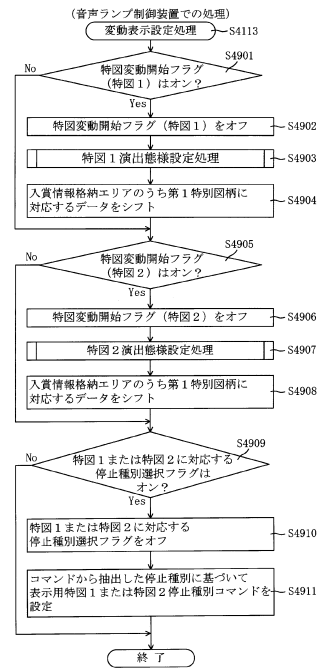 (音声ランプ制御装置での処理)
変動表示設定処理
S4113
S4901
No
特図変動開始フラグ
(特図1)はオン?
Yes
特図変動開始フラグ(特図1)をオフ
S4902
特図1演出態様設定処理
S4903
入賞情報格納エリアのうち第1特別図柄に
対応するデータをシフト
S4904
S4905
No
特図変動開始フラグ
(特図2)はオン?
Yes
特図変動開始フラグ(特図2)をオフ
S4906
特図2演出態様設定処理
S4907
入賞情報格納エリアのうち第1特別図柄に
対応するデータをシフト
S4908
S4909
No
特図1または特図2に対応する
停止種別選択フラグは
オン?
Yes
特図1または特図2に対応する
停止種別選択フラグをオフ
S4910
コマンドから抽出した停止種別に基づいて
表示用特図1または特図2停止種別コマンドを
設定
S4911
終了